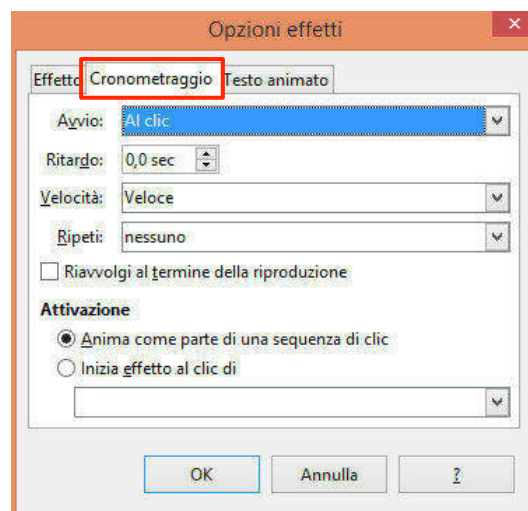 Opzioni effetti
Effetto Cronometraggio Testo animato
Avvio: Al clic
Ritardo: 0,0 sec
Velocità: Veloce
Ripeti: nessuno
Riavvolgi al termine della riproduzione
Attivazione
Anima come parte di una sequenza di clic
Inizia effetto al clic di
OK Annulla ?